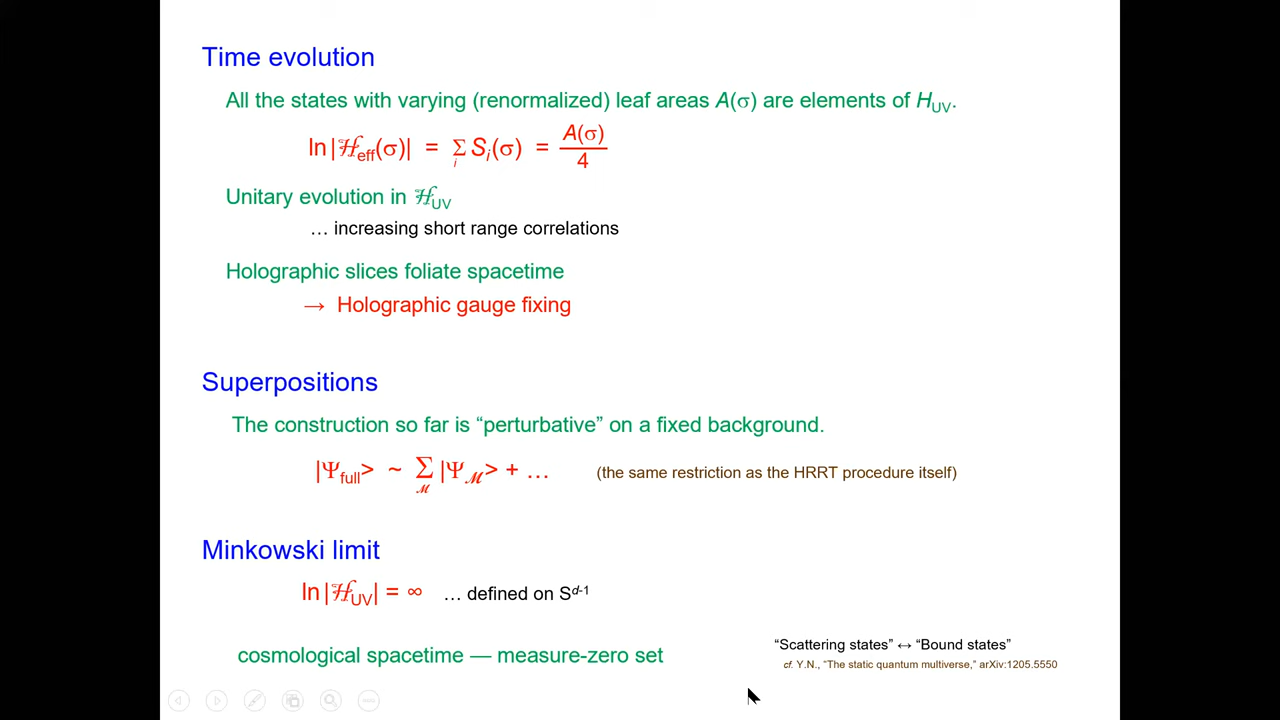 Time evolution
All the states with varying (renormalized) leaf areas A(σ) are elements of H_UV.
ln|ℋ_eff(σ)| = Σ_i S_i(σ) = A(σ)/4
Unitary evolution in ℋ_UV
… increasing short range correlations
Holographic slices foliate spacetime
→ Holographic gauge fixing
Superpositions
The construction so far is “perturbative” on a fixed background.
|Ψ_full> ~ Σ_ℳ |Ψ_ℳ> + … (the same restriction as the HRRT procedure itself)
Minkowski limit
ln|ℋ_UV| = ∞ … defined on S^d-1
cosmological spacetime — measure-zero set
“Scattering states” ↔ “Bound states”
cf. Y.N., “The static quantum multiverse,” arXiv:1205.5550